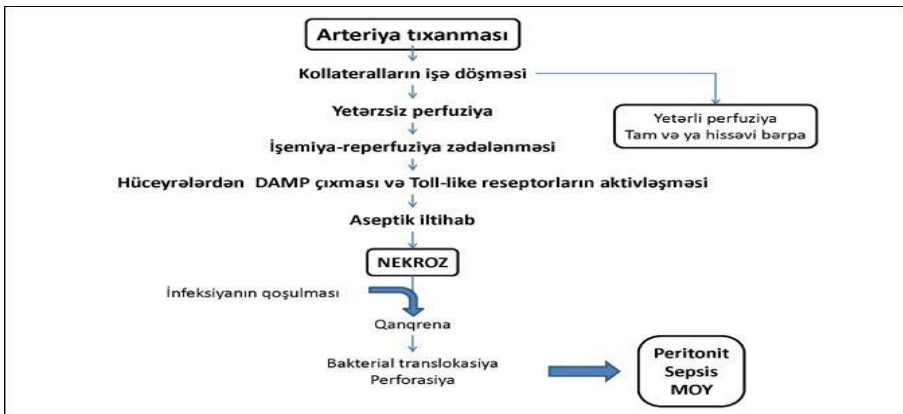 Arteriya tıxanması
Kollateralların işə döşməsi
Yetərzsiz perfuziya
Yetərli perfuziya
Tam və ya hissəvi bərpa
İşemiya-reperfuziya zədələnməsi
Hüceyrələrdən DAMP çıxması və Toll-like reseptorların aktivləşməsi
Aseptik iltihab
NEKROZ
İnfeksiyanın qoşulması
Qanqrena
Bakterial translokasiya
Perforasiya
Peritonit
Sepsis
MOY